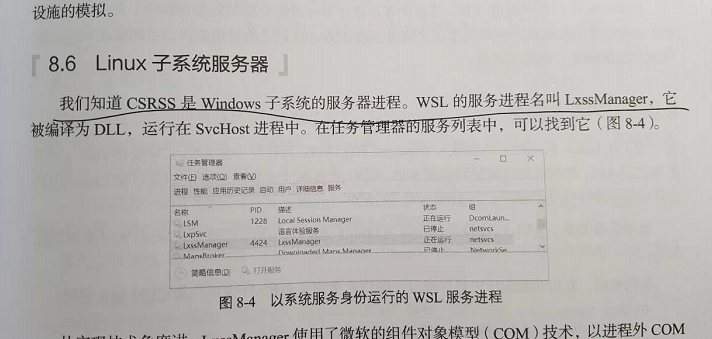 设施的模拟。
8.6 Linux 子系统服务器
我们知道 CSRSS 是 Windows 子系统的服务器进程。WSL 的服务进程名叫 LxssManager，它
被编译为 DLL，运行在 SvcHost 进程中。在任务管理器的服务列表中，可以找到它（图 8-4）。
任务管理器
文件(F) 选项(O) 查看(V)
进程 性能 应用历史记录 启动 用户 详细信息 服务
名称 PID 描述 状态 组
LSM 1228 Local Session Manager 正在运行 DcomLaun...
LxpSvc 语言体验服务 已停止 netsvcs
LxssManager 4424 LxssManager 正在运行 netsvcs
MapsBroker Downloaded Maps Manager 已停止 NetworkSe
简略信息(D) 打开服务
图 8-4 以系统服务身份运行的 WSL 服务进程
LxssManager 使用了微软的组件对象模型（COM）技术，以进程外 COM